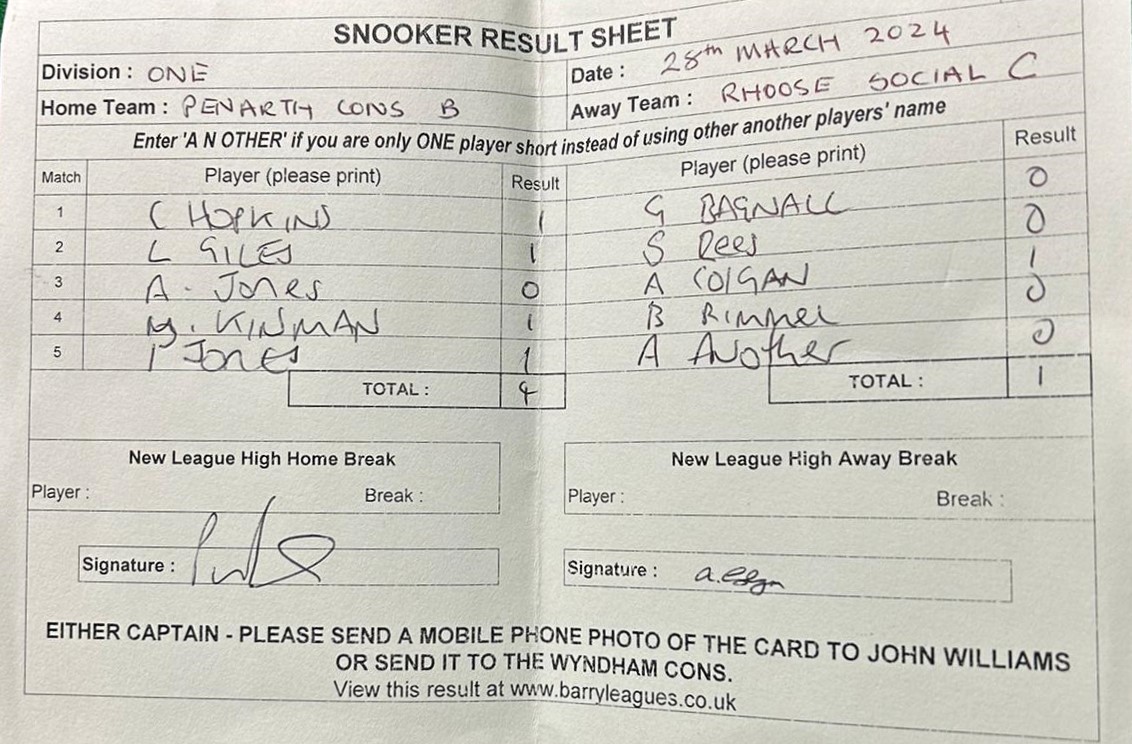 SNOOKER RESULT SHEET
Division : ONE Date : 28th MARCH 2024
Home Team : PENARTH CONS B Away Team : RHOOSE SOCIAL C
Enter 'A N OTHER' if you are only ONE player short instead of using other another players' name
Match Player (please print) Result Player (please print) Result
1 C HOPKINS 1 G BAGNALL 0
2 L GILES 1 S Rees 0
3 A. Jones 0 A COLGAN 1
4 M. KINMAN 1 B Rimmel 0
5 P Jones 1 A Another 0
TOTAL : 4 TOTAL : 1
New League High Home Break New League High Away Break
Player : Break : Player : Break :
Signature : Signature :
EITHER CAPTAIN - PLEASE SEND A MOBILE PHONE PHOTO OF THE CARD TO JOHN WILLIAMS
OR SEND IT TO THE WYNDHAM CONS.
View this result at www.barryleagues.co.uk